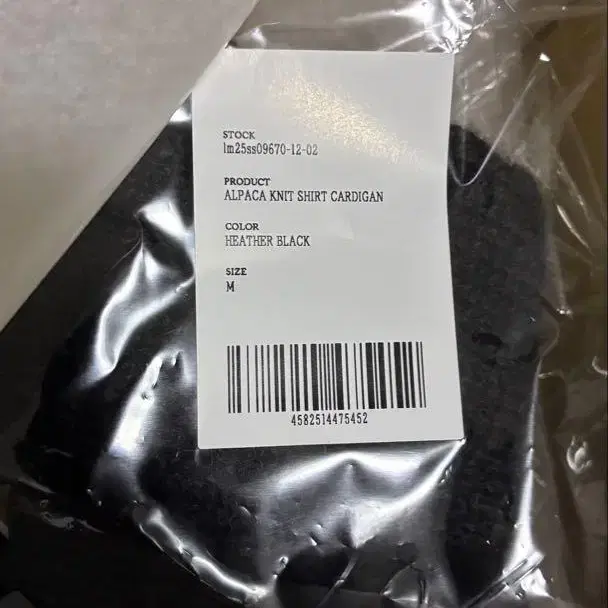 STOCK
lm25ss09670-12-02
PRODUCT
ALPACA KNIT SHIRT CARDIGAN
COLOR
HEATHER BLACK
SIZE
M
4582514475452